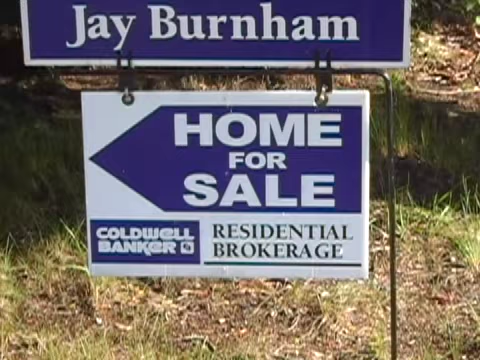 Jay Burnham
HOME
FOR
SALE
COLDWELL
BANKER
RESIDENTIAL
BROKERAGE